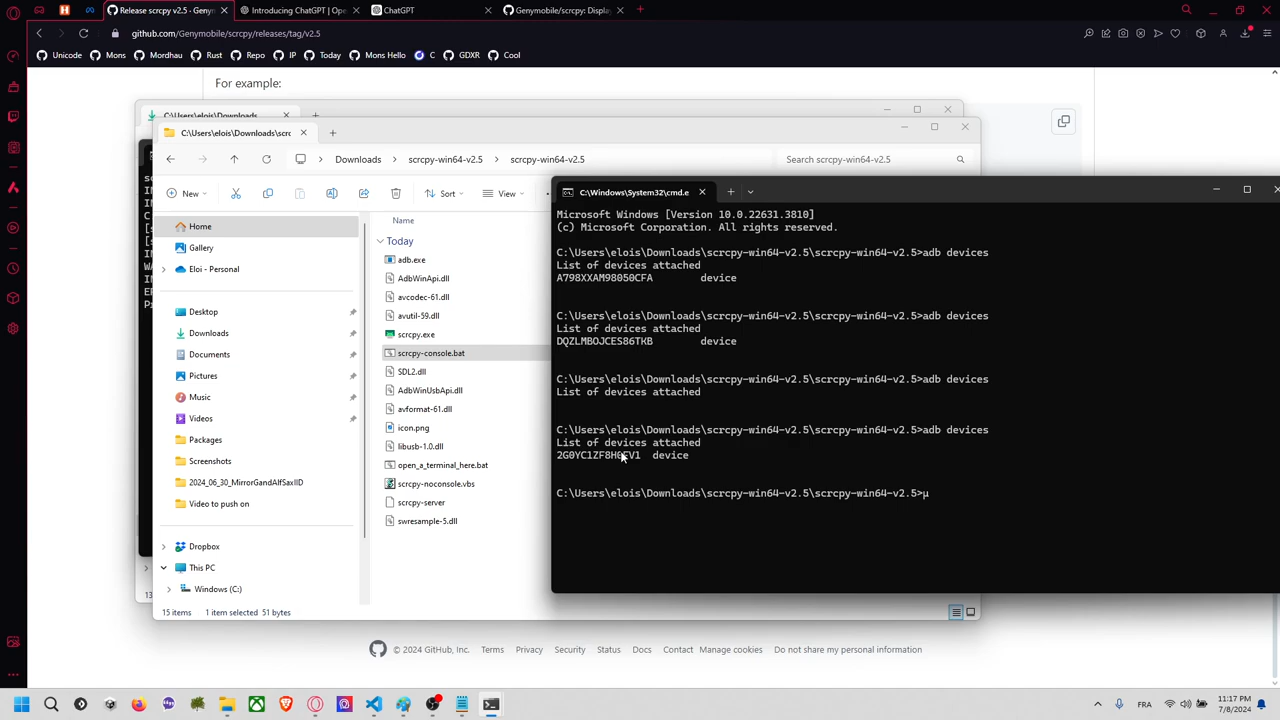 Release scrcpy v2.5 · Genym
Introducing ChatGPT | Open
ChatGPT
Genymobile/scrcpy: Display
github.com/Genymobile/scrcpy/releases/tag/v2.5
Unicode
Mons
Mordhau
Rust
Repo
IP
Today
Mons Hello
C
GDXR
Cool
For example:
C:\Users\elois\Downloads
C:\Users\elois\Downloads\scrc
Downloads
scrcpy-win64-v2.5
scrcpy-win64-v2.5
Search scrcpy-win64-v2.5
New
Sort
View
Home
Gallery
Eloi - Personal
Desktop
Downloads
Documents
Pictures
Music
Videos
Packages
Screenshots
2024_06_30_MirrorGandAlfSaxIID
Video to push on
Dropbox
This PC
Windows (C:)
Name
Today
adb.exe
AdbWinApi.dll
avcodec-61.dll
avutil-59.dll
scrcpy.exe
scrcpy-console.bat
SDL2.dll
AdbWinUsbApi.dll
avformat-61.dll
icon.png
libusb-1.0.dll
open_a_terminal_here.bat
scrcpy-noconsole.vbs
scrcpy-server
swresample-5.dll
15 items
1 item selected 51 bytes
C:\Windows\System32\cmd.e
Microsoft Windows [Version 10.0.22631.3810]
(c) Microsoft Corporation. All rights reserved.
C:\Users\elois\Downloads\scrcpy-win64-v2.5\scrcpy-win64-v2.5>adb devices
List of devices attached
A798XXAM98050CFA device
C:\Users\elois\Downloads\scrcpy-win64-v2.5\scrcpy-win64-v2.5>adb devices
List of devices attached
DQZLMBOJCES86TKB device
C:\Users\elois\Downloads\scrcpy-win64-v2.5\scrcpy-win64-v2.5>adb devices
List of devices attached
C:\Users\elois\Downloads\scrcpy-win64-v2.5\scrcpy-win64-v2.5>adb devices
List of devices attached
device
C:\Users\elois\Downloads\scrcpy-win64-v2.5\scrcpy-win64-v2.5>µ
© 2024 GitHub, Inc.
Terms
Privacy
Security
Status
Docs
Contact
Manage cookies
Do not share my personal information
FRA
11:17 PM
7/8/2024